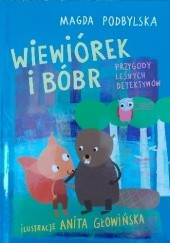 MAGDA PODBYLSKA
WIEWIÓREK
I BÓBR
PRZYGODY
LEŚNYCH
DETEKTYWÓW
ILUSTRACJE ANITA GŁOWIŃSKA